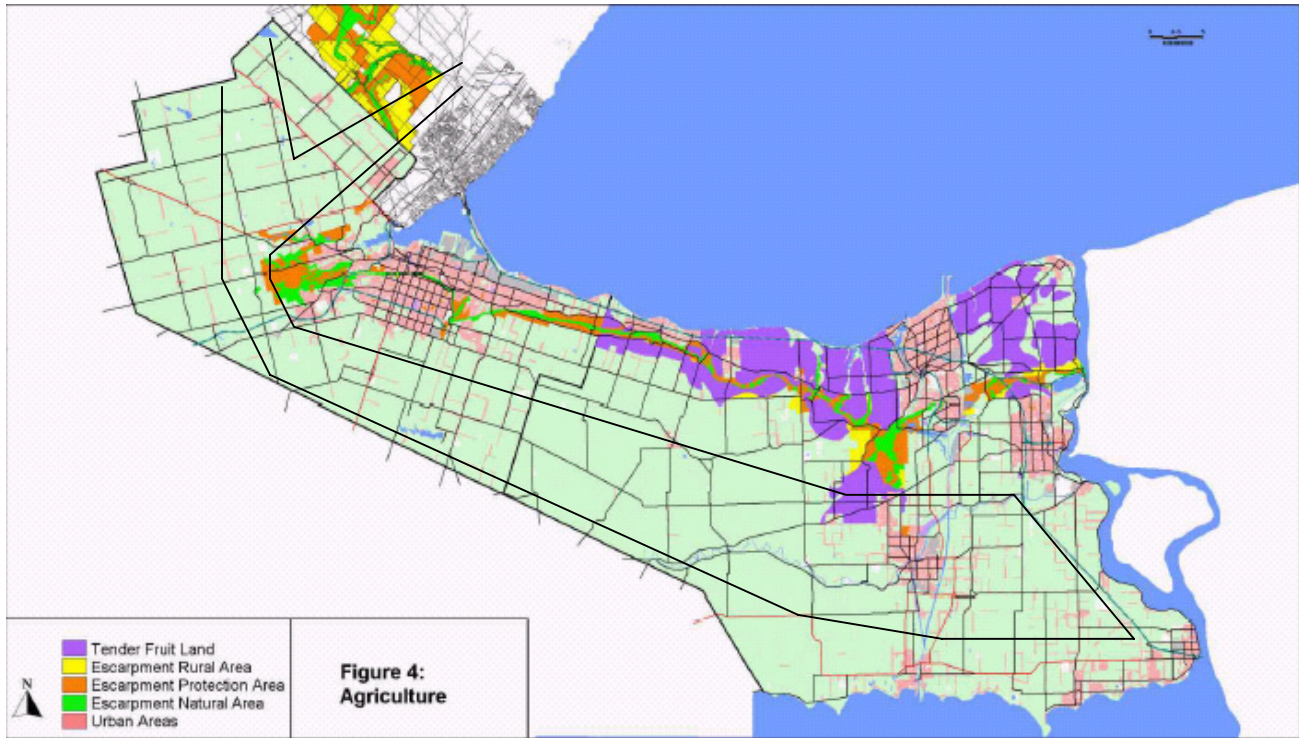 Tender Fruit Land
Escarpment Rural Area
Escarpment Protection Area
Escarpment Natural Area
Urban Areas
N
Figure 4:
Agriculture